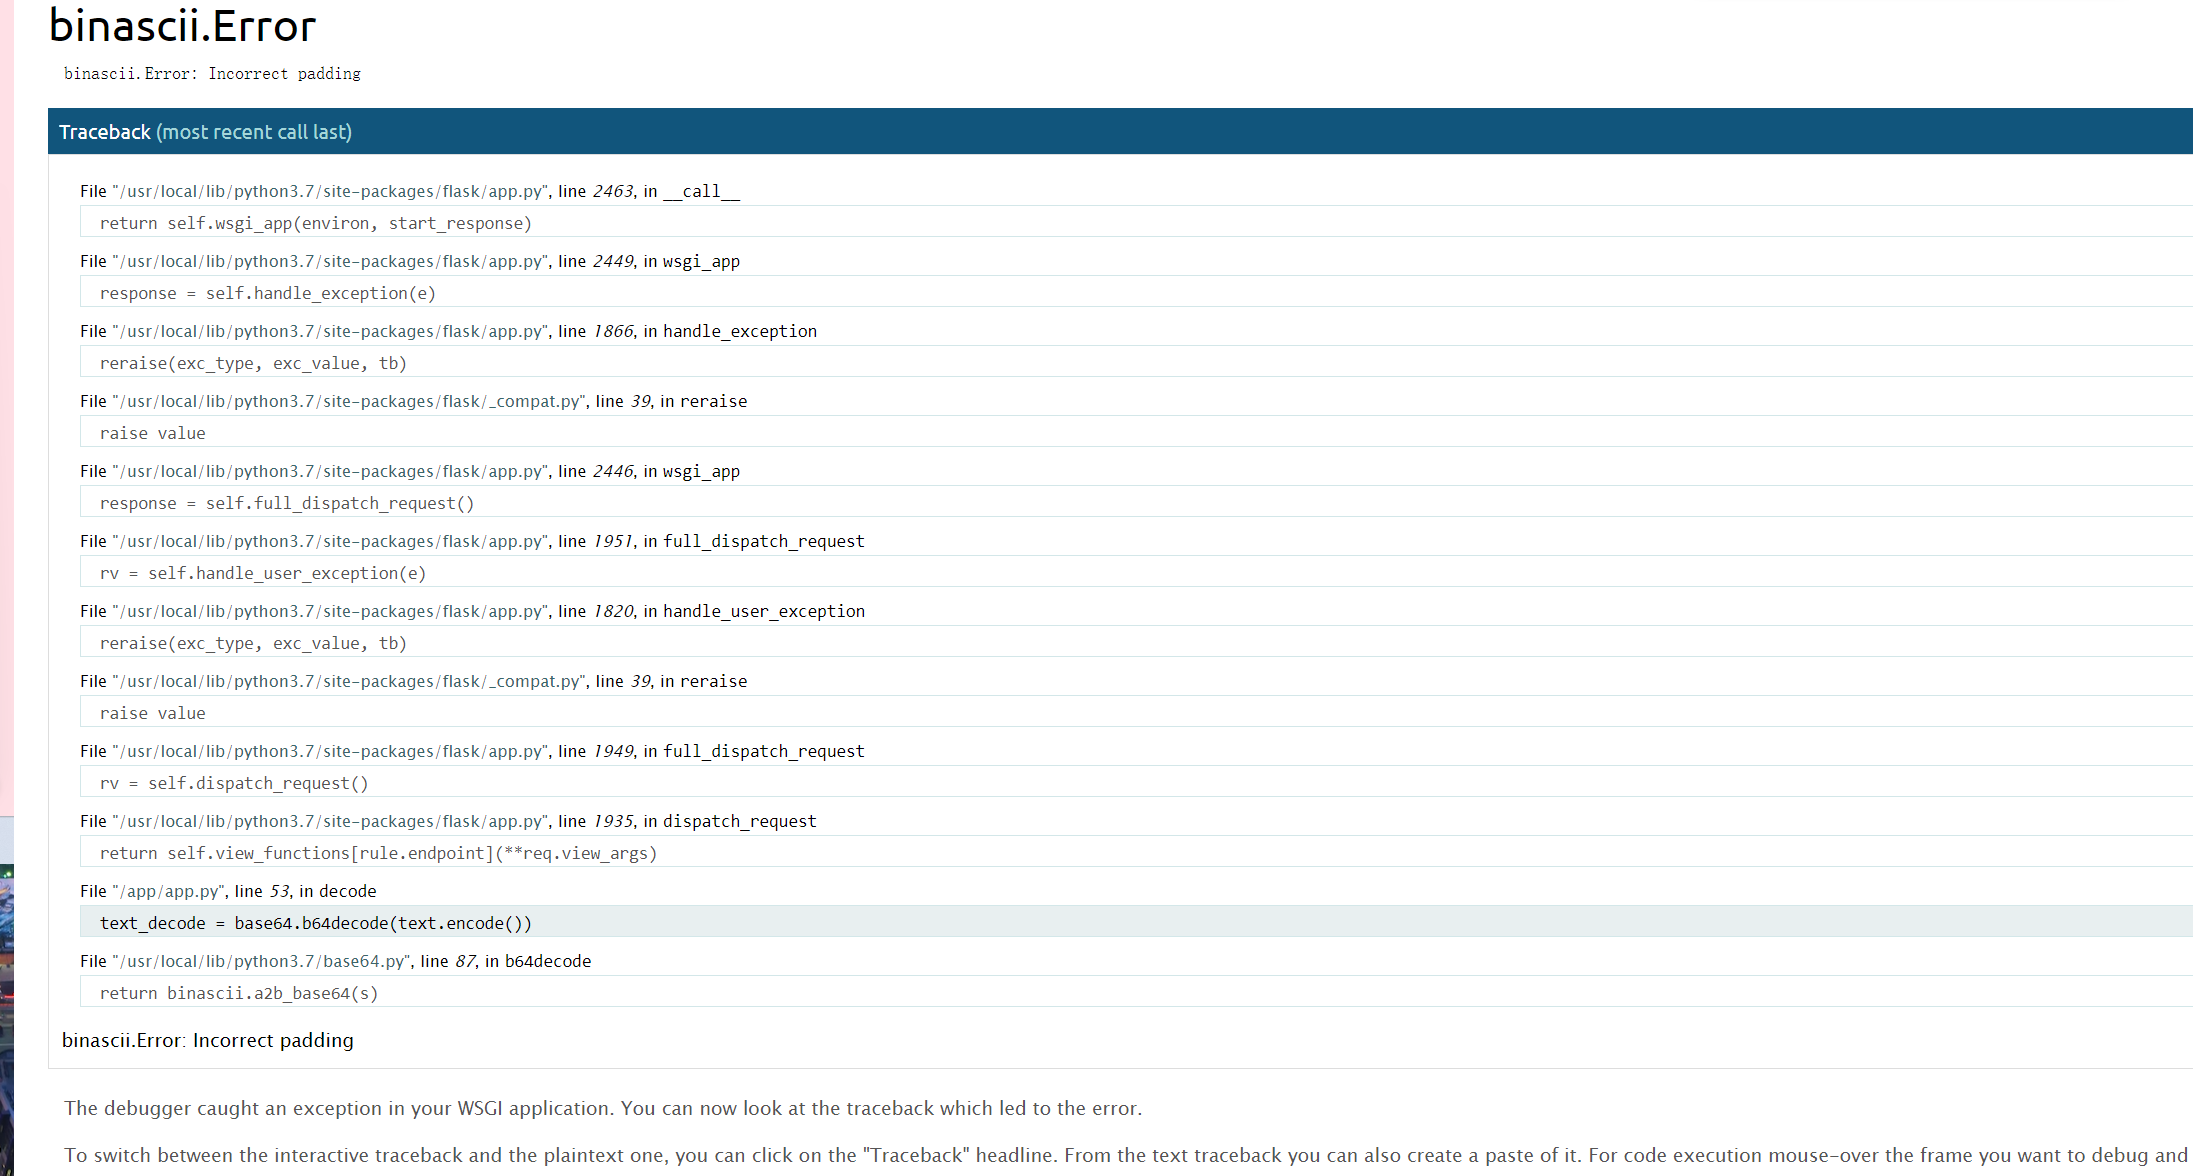 binascii.Error
binascii.Error: Incorrect padding
Traceback (most recent call last)
File "/usr/local/lib/python3.7/site-packages/flask/app.py", line 2463, in __call__
return self.wsgi_app(environ, start_response)
File "/usr/local/lib/python3.7/site-packages/flask/app.py", line 2449, in wsgi_app
response = self.handle_exception(e)
File "/usr/local/lib/python3.7/site-packages/flask/app.py", line 1866, in handle_exception
reraise(exc_type, exc_value, tb)
File "/usr/local/lib/python3.7/site-packages/flask/_compat.py", line 39, in reraise
raise value
File "/usr/local/lib/python3.7/site-packages/flask/app.py", line 2446, in wsgi_app
response = self.full_dispatch_request()
File "/usr/local/lib/python3.7/site-packages/flask/app.py", line 1951, in full_dispatch_request
rv = self.handle_user_exception(e)
File "/usr/local/lib/python3.7/site-packages/flask/app.py", line 1820, in handle_user_exception
reraise(exc_type, exc_value, tb)
File "/usr/local/lib/python3.7/site-packages/flask/_compat.py", line 39, in reraise
raise value
File "/usr/local/lib/python3.7/site-packages/flask/app.py", line 1949, in full_dispatch_request
rv = self.dispatch_request()
File "/usr/local/lib/python3.7/site-packages/flask/app.py", line 1935, in dispatch_request
return self.view_functions[rule.endpoint](**req.view_args)
File "/app/app.py", line 53, in decode
text_decode = base64.b64decode(text.encode())
File "/usr/local/lib/python3.7/base64.py", line 87, in b64decode
return binascii.a2b_base64(s)
binascii.Error: Incorrect padding
The debugger caught an exception in your WSGI application. You can now look at the traceback which led to the error.
To switch between the interactive traceback and the plaintext one, you can click on the "Traceback" headline. From the text traceback you can also create a paste of it. For code execution mouse-over the frame you want to debug and